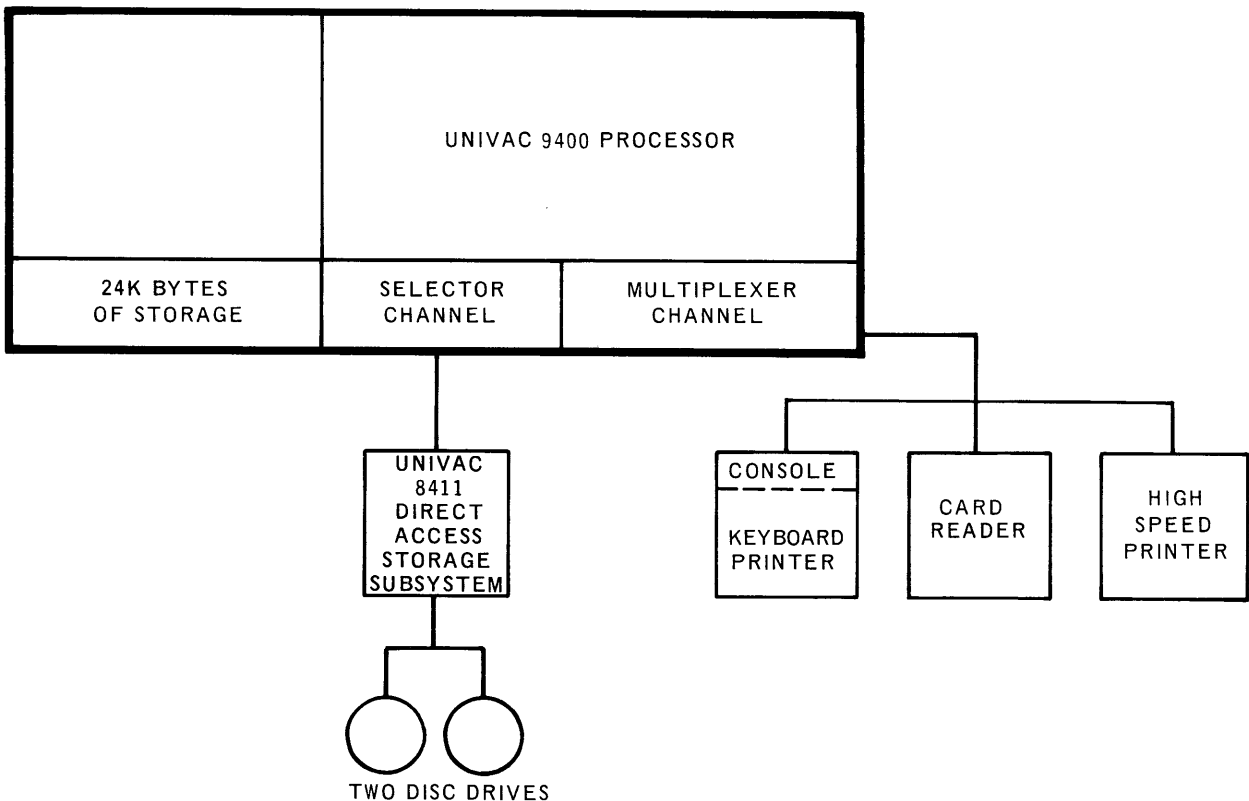 UNIVAC 9400 PROCESSOR
24K BYTES
OF STORAGE
SELECTOR
CHANNEL
MULTIPLEXER
CHANNEL
UNIVAC
8411
DIRECT
ACCESS
STORAGE
SUBSYSTEM
CONSOLE
KEYBOARD
PRINTER
CARD
READER
HIGH
SPEED
PRINTER
TWO DISC DRIVES